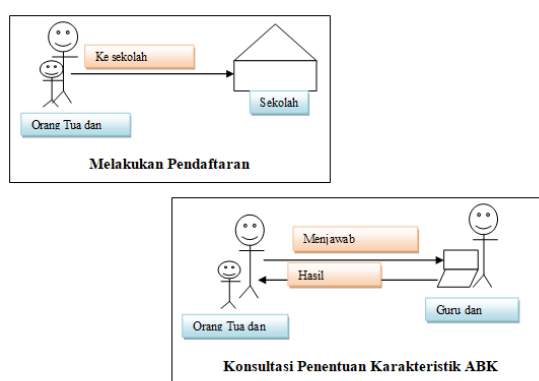 Ke sekolah
Sekolah
Orang Tua dan
Melakukan Pendaftaran
Menjawab
Hasil
Guru dan
Orang Tua dan
Konsultasi Penentuan Karakteristik ABK